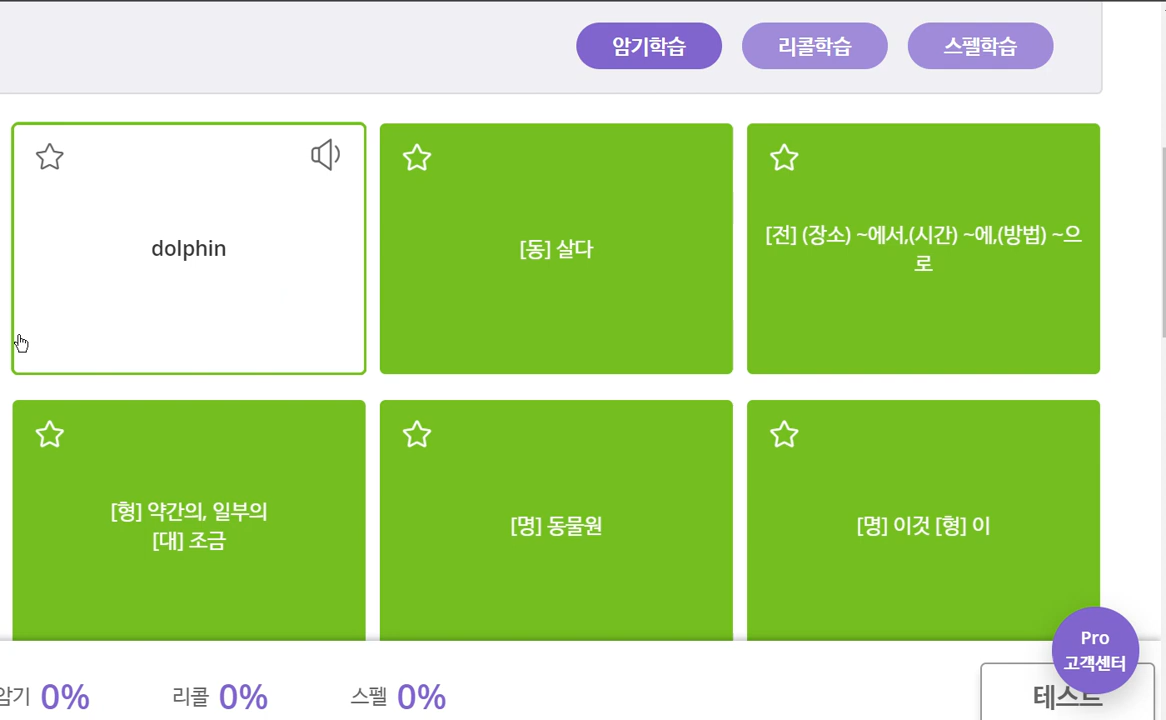 암기학습 리콜학습 스펠학습
dolphin
[동] 살다
[전] (장소) ~에서,(시간) ~에,(방법) ~으
로
[형] 약간의, 일부의
[대] 조금
[명] 동물원
[명] 이것 [형] 이
Pro
고객센터
암기 0% 리콜 0% 스펠 0% 테스트